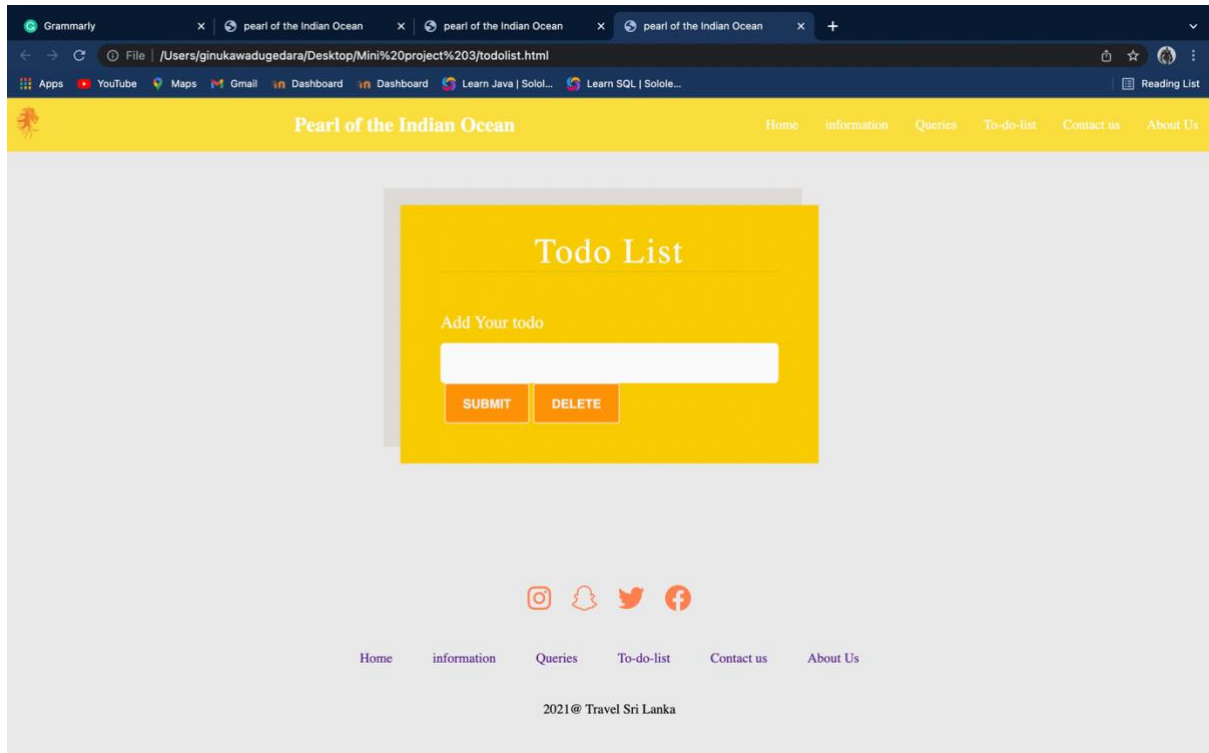 Grammarly pearl of the Indian Ocean pearl of the Indian Ocean pearl of the Indian Ocean
File | /Users/ginukawadugedara/Desktop/Mini%20project%203/todolist.html
Apps YouTube Maps Gmail Dashboard Dashboard Learn Java | Solol... Learn SQL | Solole... Reading List
Pearl of the Indian Ocean Home information Queries To-do-list Contact us About Us
Todo List
Add Your todo
SUBMIT DELETE
Home information Queries To-do-list Contact us About Us
2021@ Travel Sri Lanka